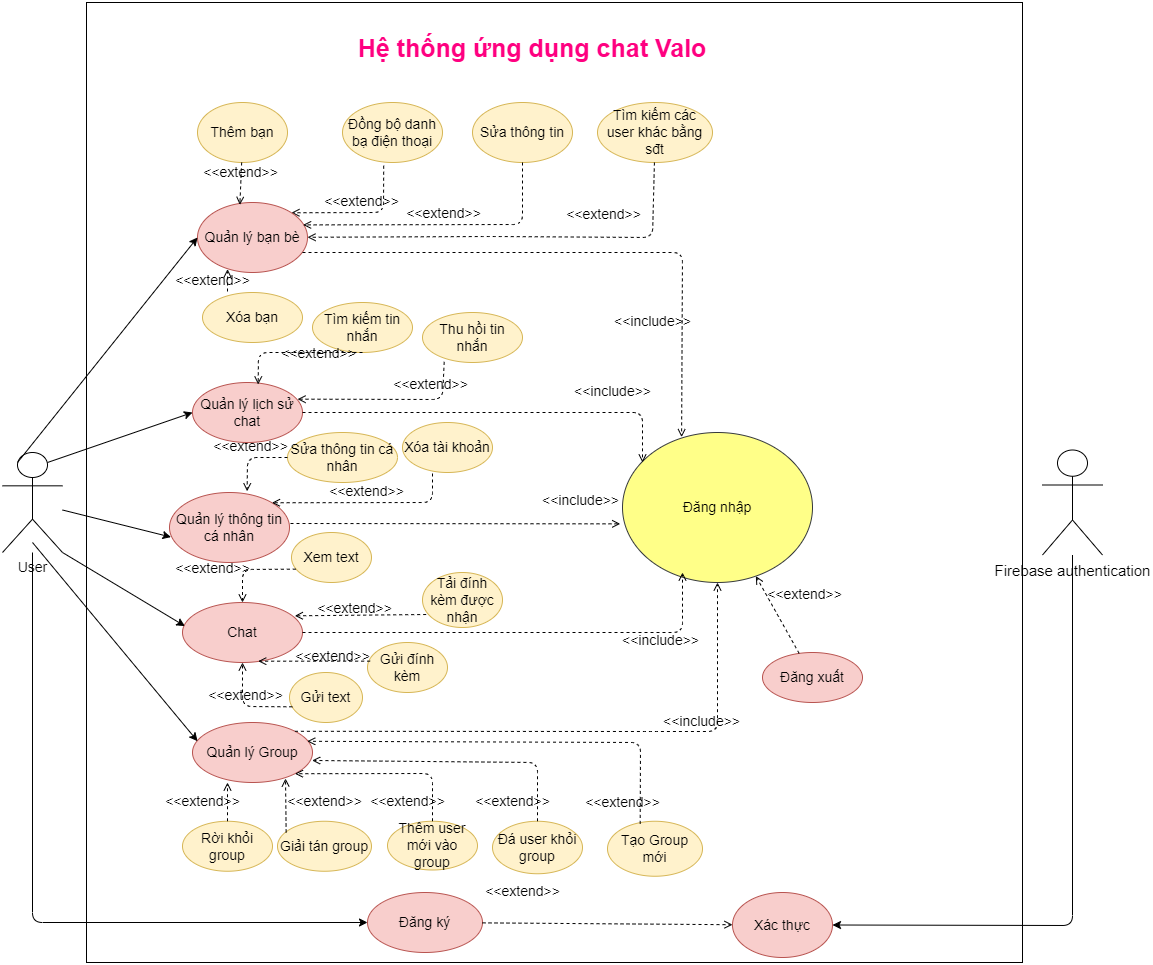 Hệ thống ứng dụng chat Valo
Thêm bạn
Đồng bộ danh
bạ điện thoại
Sửa thông tin
Tìm kiếm các
user khác bằng
sđt
<<extend>>
<<extend>>
<<extend>>
<<extend>>
Quản lý bạn bè
<<extend>>
Xóa bạn
<<include>>
Tìm kiếm tin
nhắn
Thu hồi tin
nhắn
<<extend>>
<<extend>>
<<include>>
Quản lý lịch sử
chat
<<extend>>
Sửa thông tin cá
nhân
Xóa tài khoản
<<extend>>
<<include>>
Quản lý thông tin
cá nhân
Đăng nhập
User
Firebase authentication
<<extend>>
Xem text
Tải đính
kèm được
nhận
<<extend>>
<<extend>>
Chat
<<include>>
<<extend>>
Gửi đính
kèm
Đăng xuất
<<extend>>
Gửi text
<<include>>
Quản lý Group
<<extend>>
<<extend>>
<<extend>>
<<extend>>
<<extend>>
Rời khỏi
group
Giải tán group
Thêm user
mới vào
group
Đá user khỏi
group
Tạo Group
mới
<<extend>>
Đăng ký
Xác thực